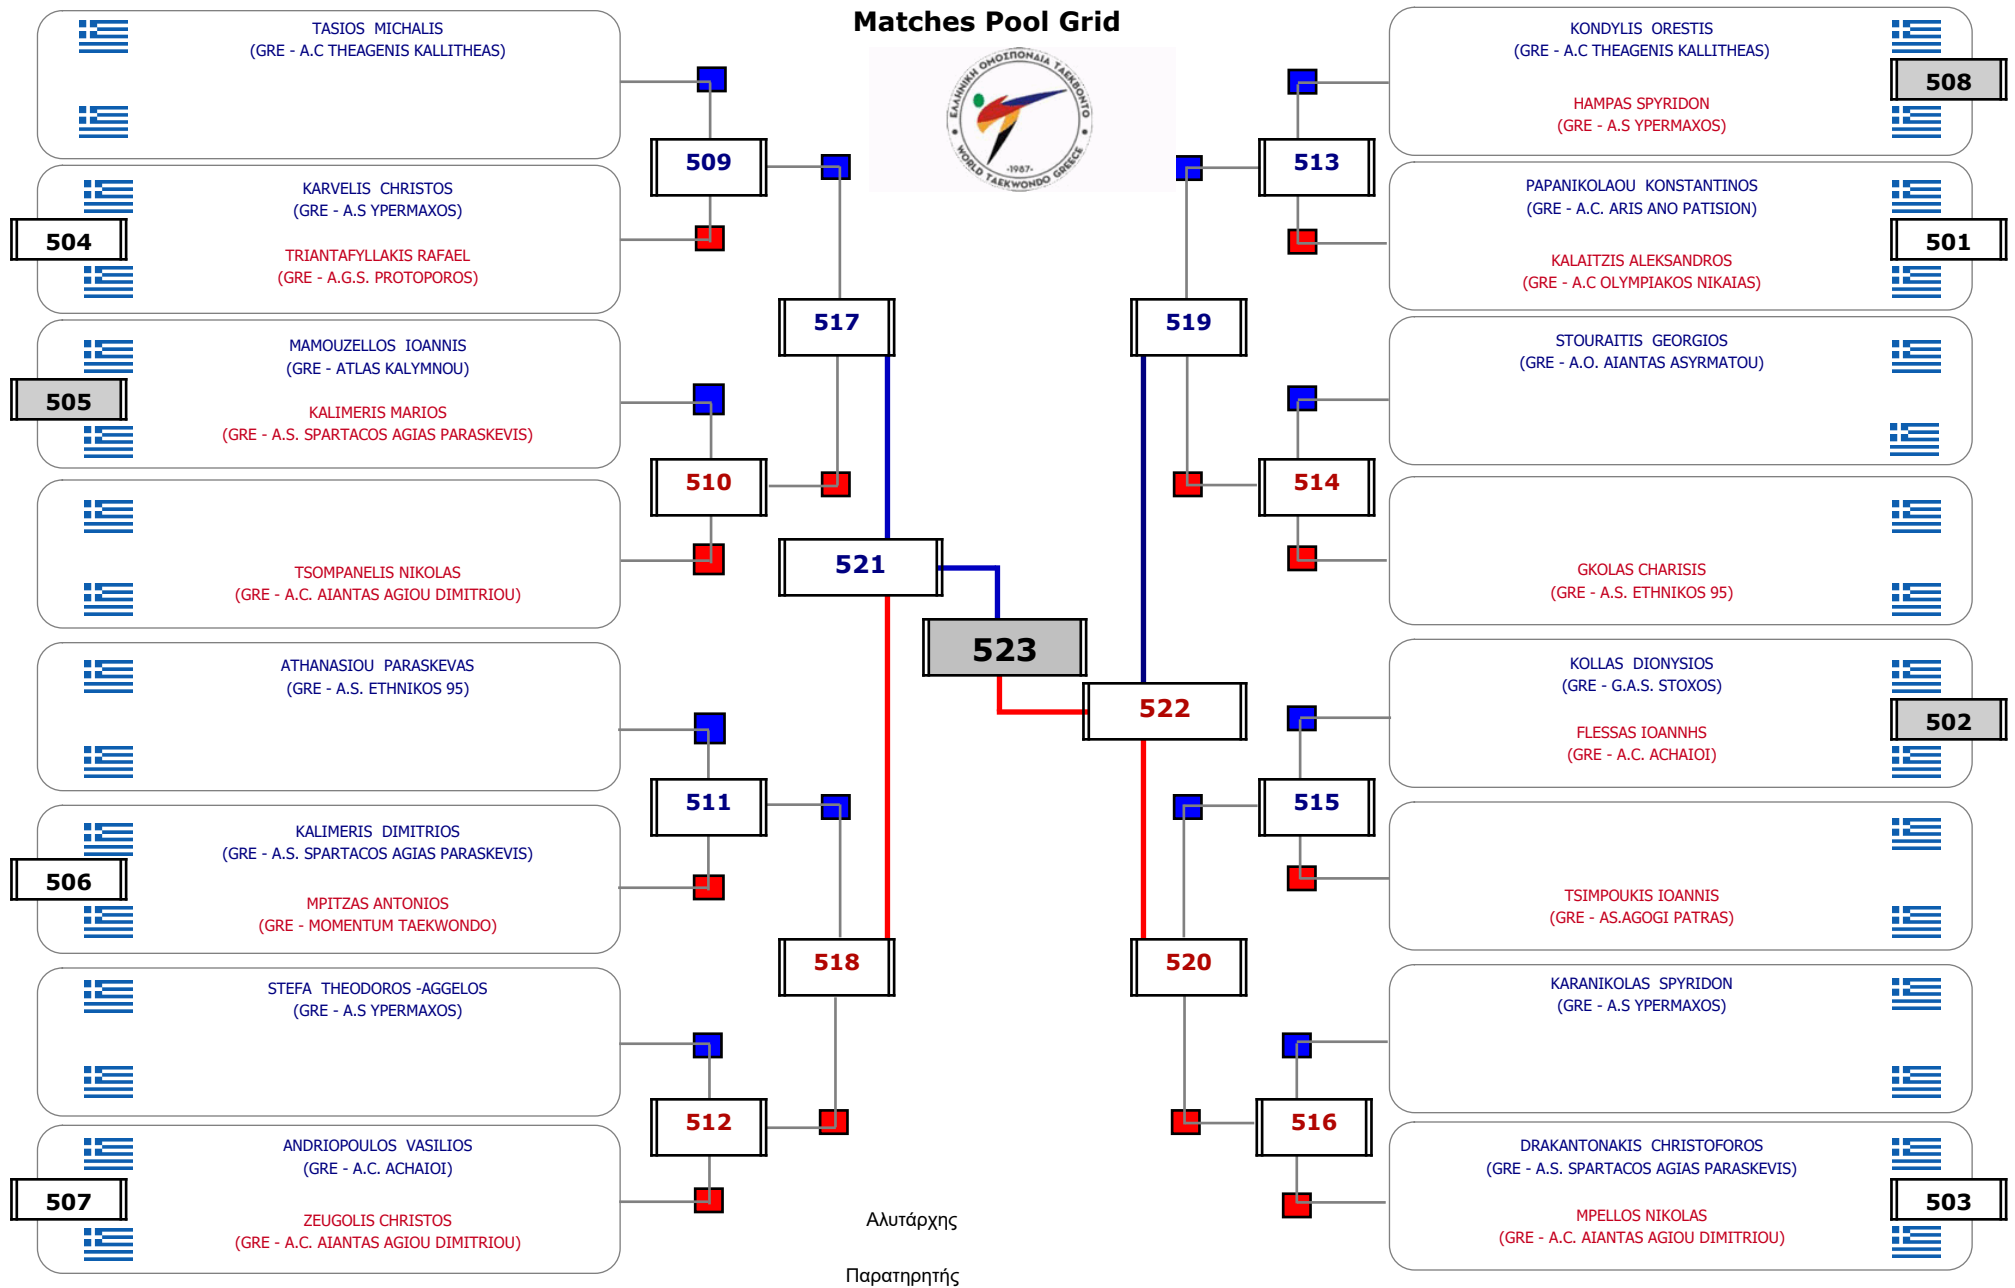 Matches Pool Grid
ΕΛΛΗΝΙΚΗ ΟΜΟΣΠΟΝΔΙΑ ΤΑΕΚΒΟΝΤΟ
-1987-
WORLD TAEKWONDO GREECE
TASIOS MICHALIS
(GRE - A.C THEAGENIS KALLITHEAS)
KARVELIS CHRISTOS
(GRE - A.S YPERMAXOS)
504
TRIANTAFYLLAKIS RAFAEL
(GRE - A.G.S. PROTOPOROS)
MAMOUZELLOS IOANNIS
(GRE - ATLAS KALYMNOU)
505
KALIMERIS MARIOS
(GRE - A.S. SPARTACOS AGIAS PARASKEVIS)
TSOMPANELIS NIKOLAS
(GRE - A.C. AIANTAS AGIOU DIMITRIOU)
ATHANASIOU PARASKEVAS
(GRE - A.S. ETHNIKOS 95)
KALIMERIS DIMITRIOS
(GRE - A.S. SPARTACOS AGIAS PARASKEVIS)
506
MPITZAS ANTONIOS
(GRE - MOMENTUM TAEKWONDO)
STEFA THEODOROS -AGGELOS
(GRE - A.S YPERMAXOS)
ANDRIOPOULOS VASILIOS
(GRE - A.C. ACHAIOI)
507
ZEUGOLIS CHRISTOS
(GRE - A.C. AIANTAS AGIOU DIMITRIOU)
509
510
511
512
517
518
521
523
522
519
520
513
514
515
516
KONDYLIS ORESTIS
(GRE - A.C THEAGENIS KALLITHEAS)
508
HAMPAS SPYRIDON
(GRE - A.S YPERMAXOS)
PAPANIKOLAOU KONSTANTINOS
(GRE - A.C. ARIS ANO PATISION)
501
KALAITZIS ALEKSANDROS
(GRE - A.C OLYMPIAKOS NIKAIAS)
STOURAITIS GEORGIOS
(GRE - A.O. AIANTAS ASYRMATOU)
GKOLAS CHARISIS
(GRE - A.S. ETHNIKOS 95)
KOLLAS DIONYSIOS
(GRE - G.A.S. STOXOS)
502
FLESSAS IOANNHS
(GRE - A.C. ACHAIOI)
TSIMPOUKIS IOANNIS
(GRE - AS.AGOGI PATRAS)
KARANIKOLAS SPYRIDON
(GRE - A.S YPERMAXOS)
DRAKANTONAKIS CHRISTOFOROS
(GRE - A.S. SPARTACOS AGIAS PARASKEVIS)
503
MPELLOS NIKOLAS
(GRE - A.C. AIANTAS AGIOU DIMITRIOU)
Αλυτάρχης
Παρατηρητής